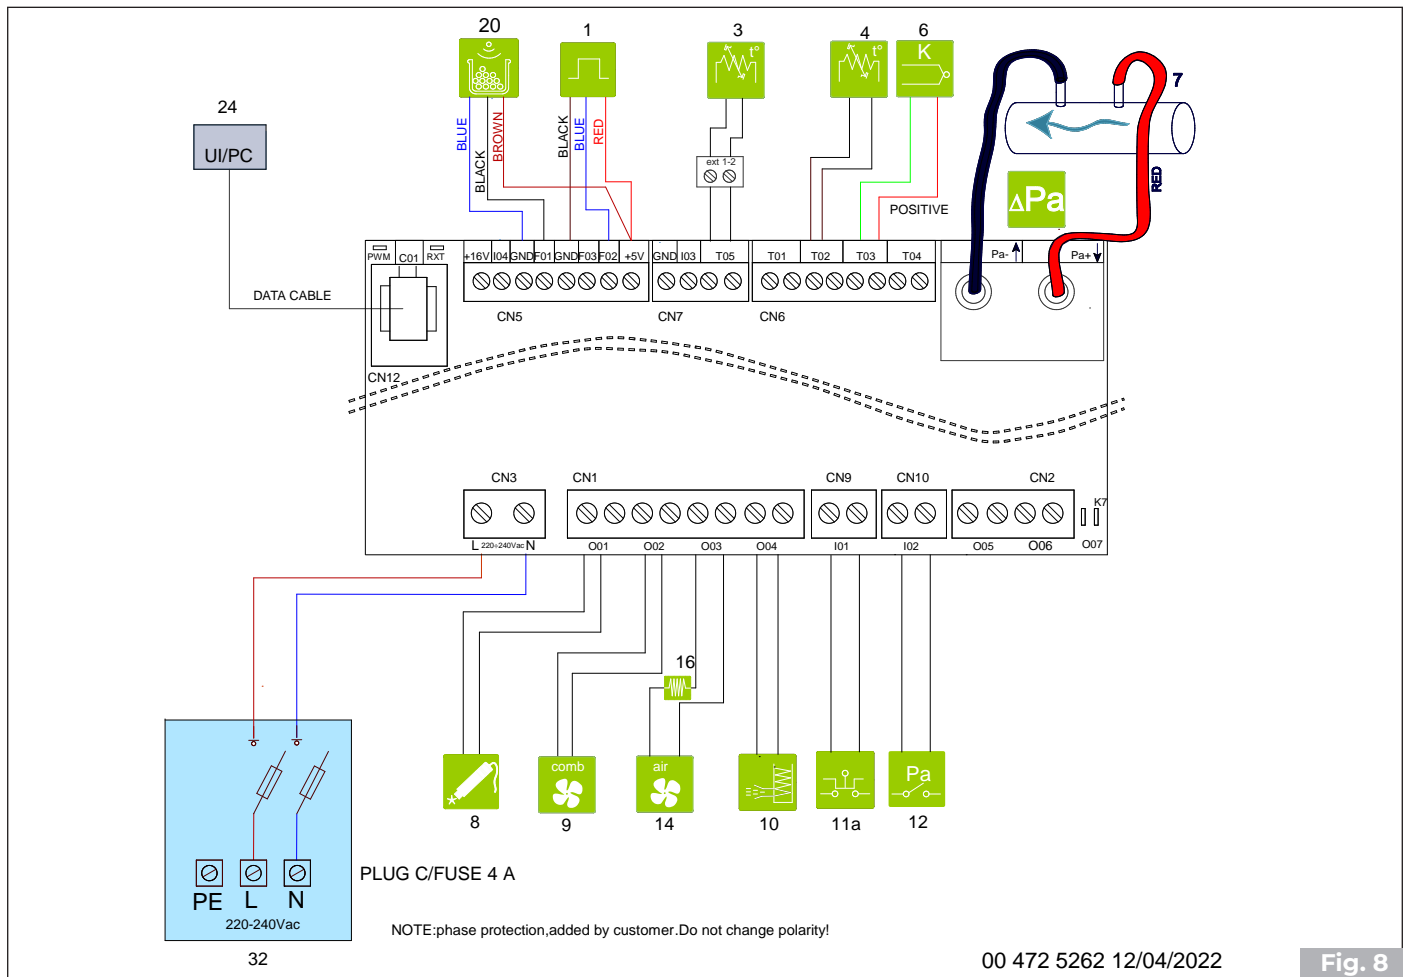 20
1
3
4
6
K
t°
t°
7
24
UI/PC
BLUE
BLACK
BROWN
BLACK
BLUE
RED
ext 1-2
RED
ΔPa
POSITIVE
PWM
C01
RXT
+16V
I04
GND
F01
GND
F03
F02
+5V
GND
I03
T05
T01
T02
T03
T04
Pa-
Pa+
DATA CABLE
CN5
CN7
CN6
CN12
CN3
CN1
CN9
CN10
CN2
K7
L
220÷240Vac
N
O01
O02
O03
O04
I01
I02
O05
O06
O07
16
comb
air
Pa
8
9
14
10
11a
12
PLUG C/FUSE 4 A
PE
L
N
220-240Vac
NOTE:phase protection,added by customer.Do not change polarity!
32
00 472 5262 12/04/2022
Fig. 8